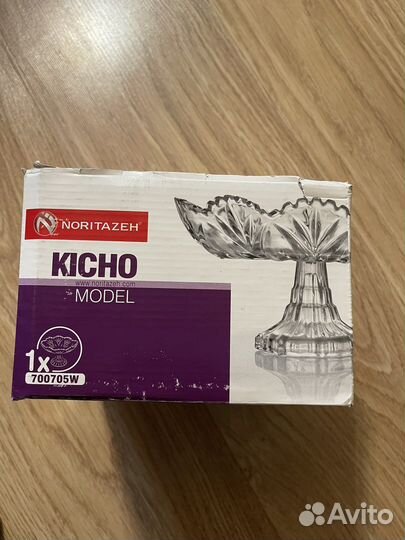 NORITAZEH
KICHO
www.noritazeh.com
MODEL
1x
700705W
Avito